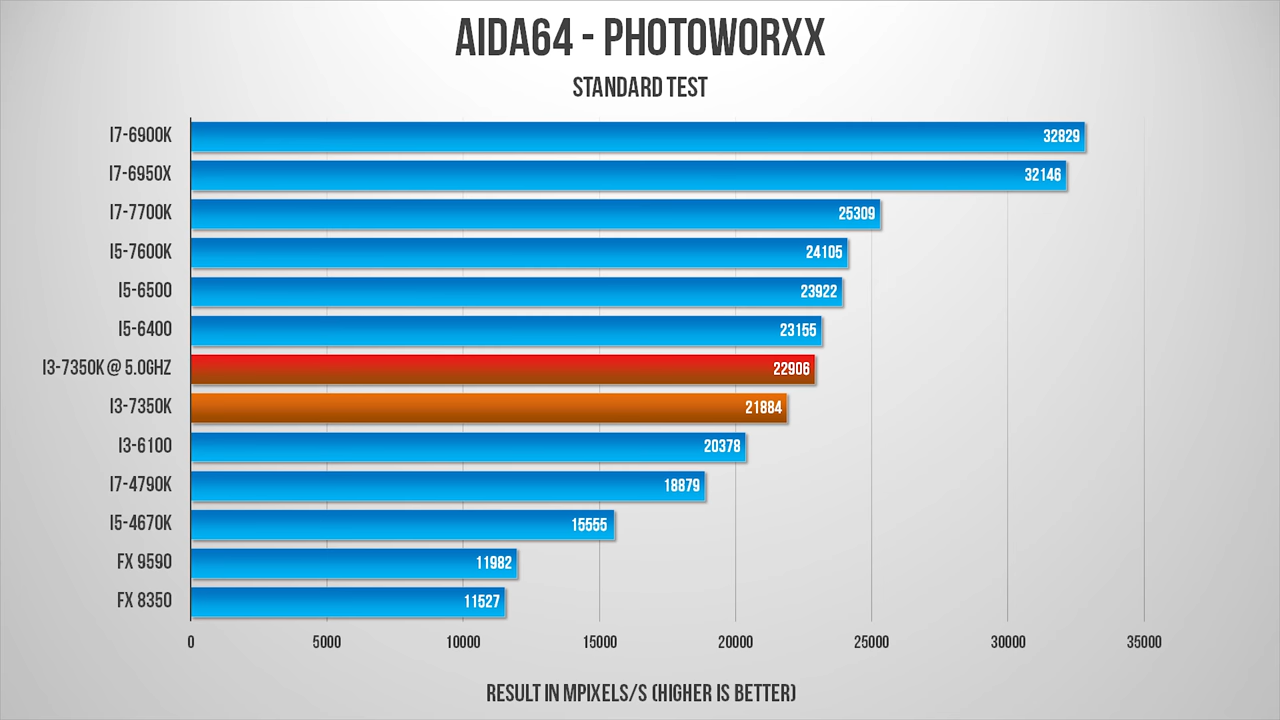 AIDA64 - PHOTOWORXX
STANDARD TEST
I7-6900K 32829
I7-6950X 32146
I7-7700K 25309
I5-7600K 24105
I5-6500 23922
I5-6400 23155
I3-7350K @ 5.0GHZ 22906
I3-7350K 21884
I3-6100 20378
I7-4790K 18879
I5-4670K 15555
FX 9590 11982
FX 8350 11527
0 5000 10000 15000 20000 25000 30000 35000
RESULT IN MPIXELS/S (HIGHER IS BETTER)